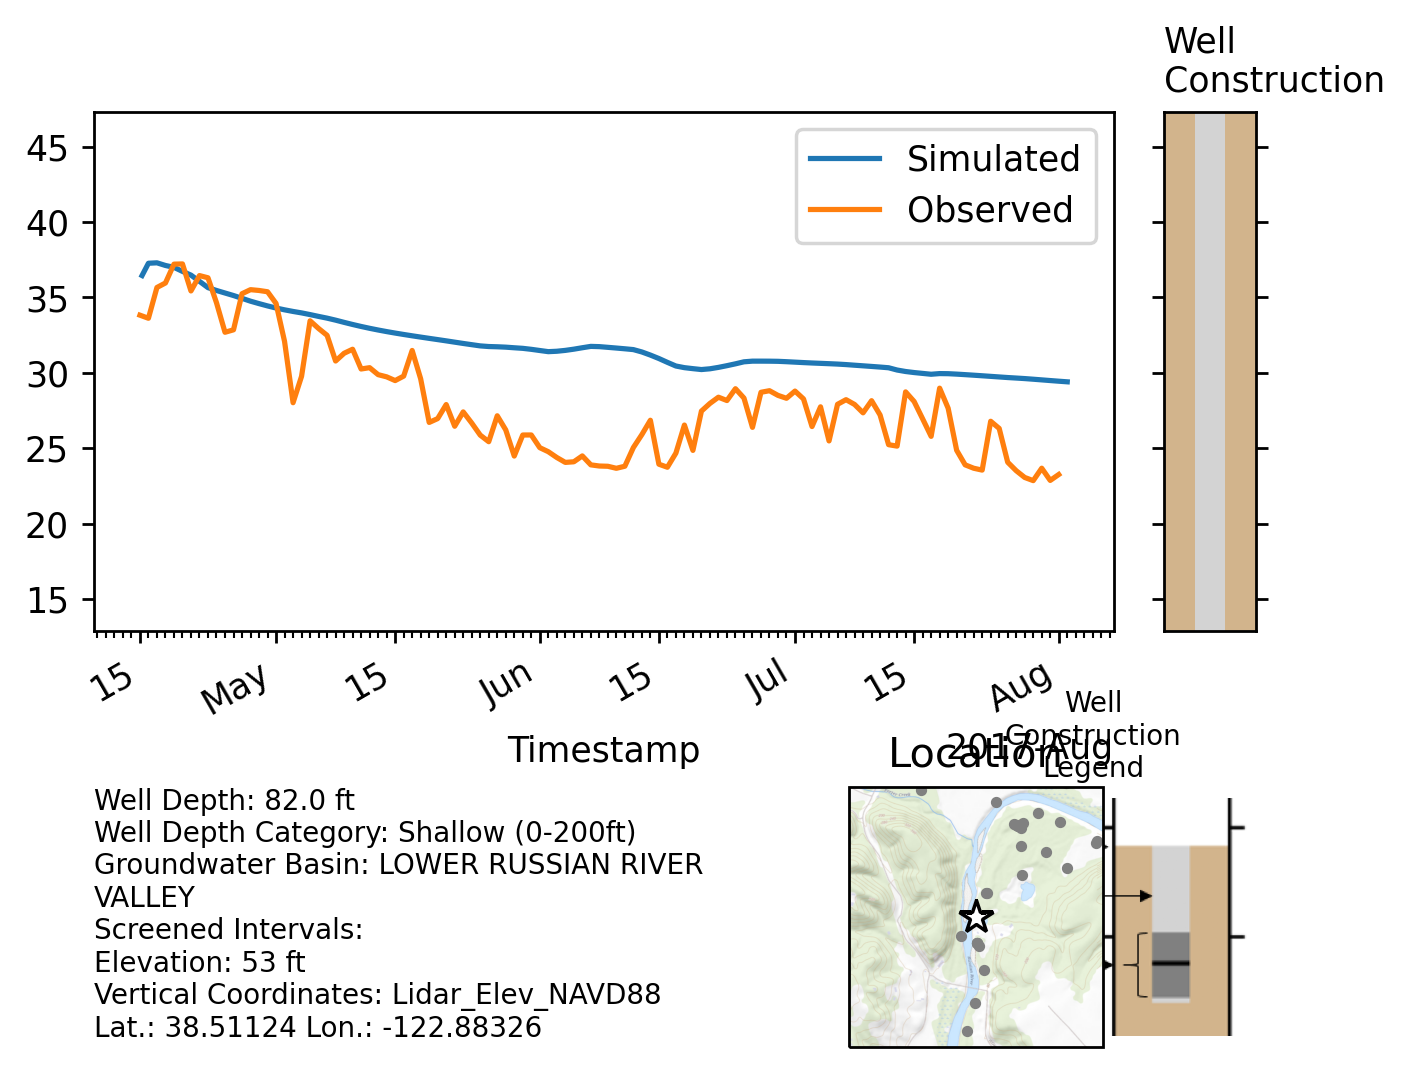 Well
Construction
45
40
35
30
25
20
15
Simulated
Observed
15
May
15
Jun
15
Jul
15
Aug
Timestamp
2017-Aug
Location
Well
Construction
Legend
Well Depth: 82.0 ft
Well Depth Category: Shallow (0-200ft)
Groundwater Basin: LOWER RUSSIAN RIVER
VALLEY
Screened Intervals:
Elevation: 53 ft
Vertical Coordinates: Lidar_Elev_NAVD88
Lat.: 38.51124 Lon.: -122.88326